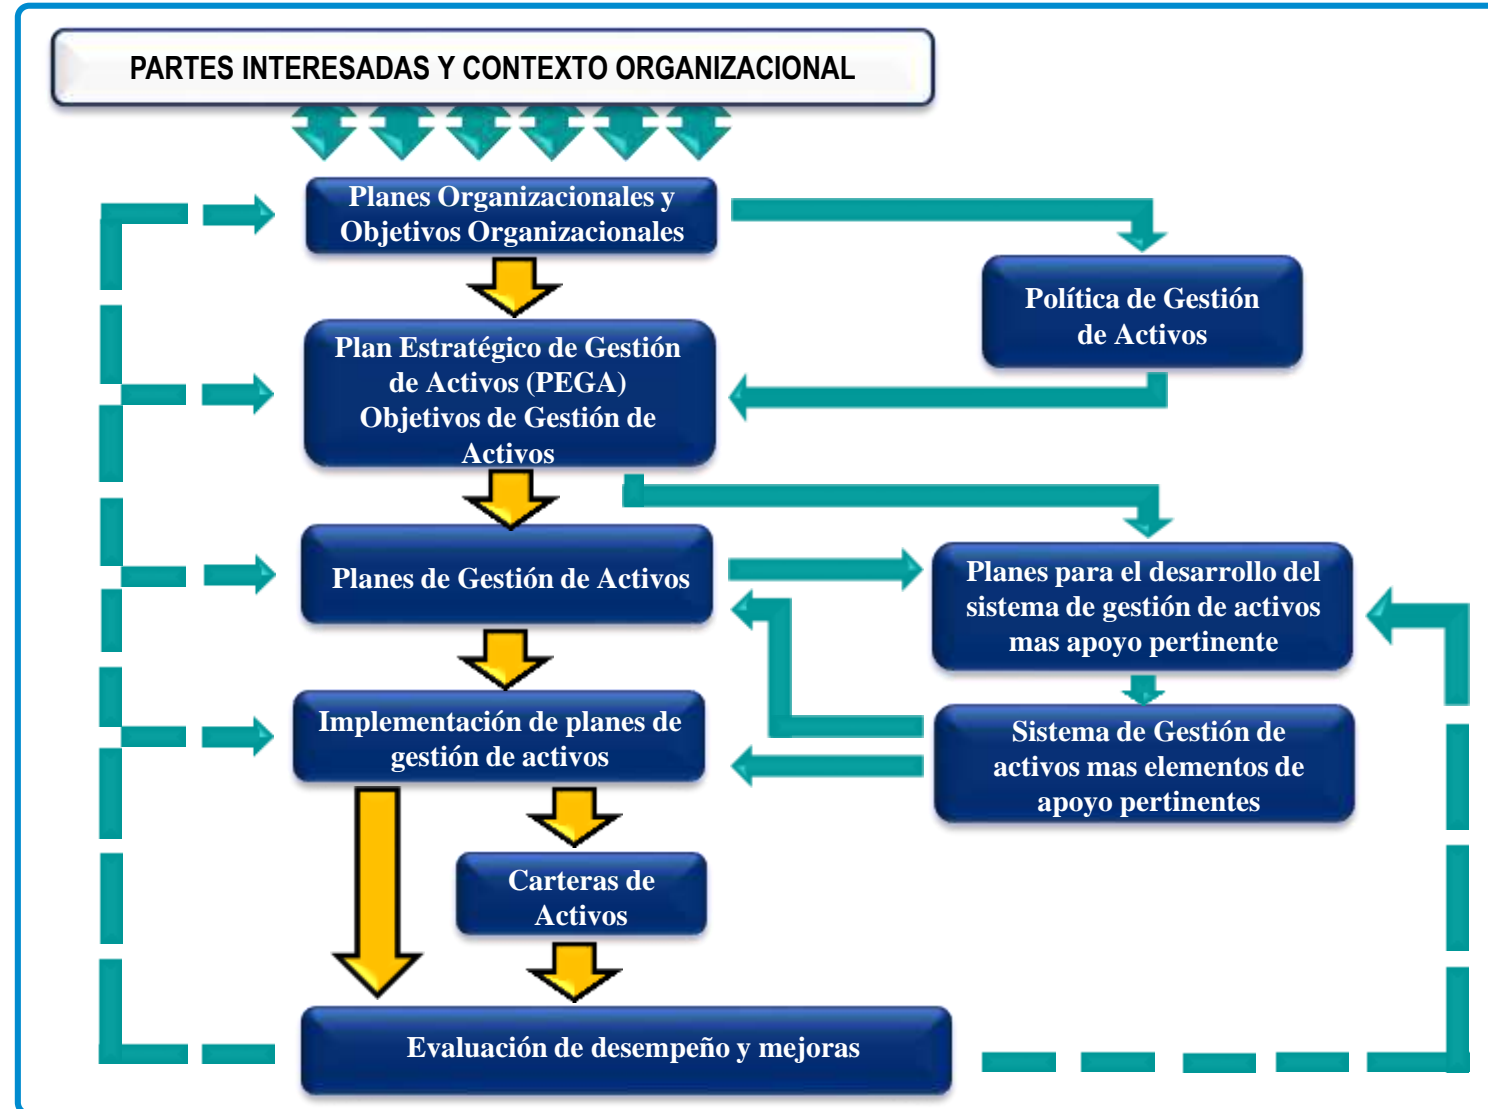 PARTES INTERESADAS Y CONTEXTO ORGANIZACIONAL
Planes Organizacionales y
Objetivos Organizacionales
Política de Gestión
de Activos
Plan Estratégico de Gestión
de Activos (PEGA)
Objetivos de Gestión de
Activos
Planes de Gestión de Activos
Planes para el desarrollo del
sistema de gestión de activos
mas apoyo pertinente
Implementación de planes de
gestión de activos
Sistema de Gestión de
activos mas elementos de
apoyo pertinentes
Carteras de
Activos
Evaluación de desempeño y mejoras